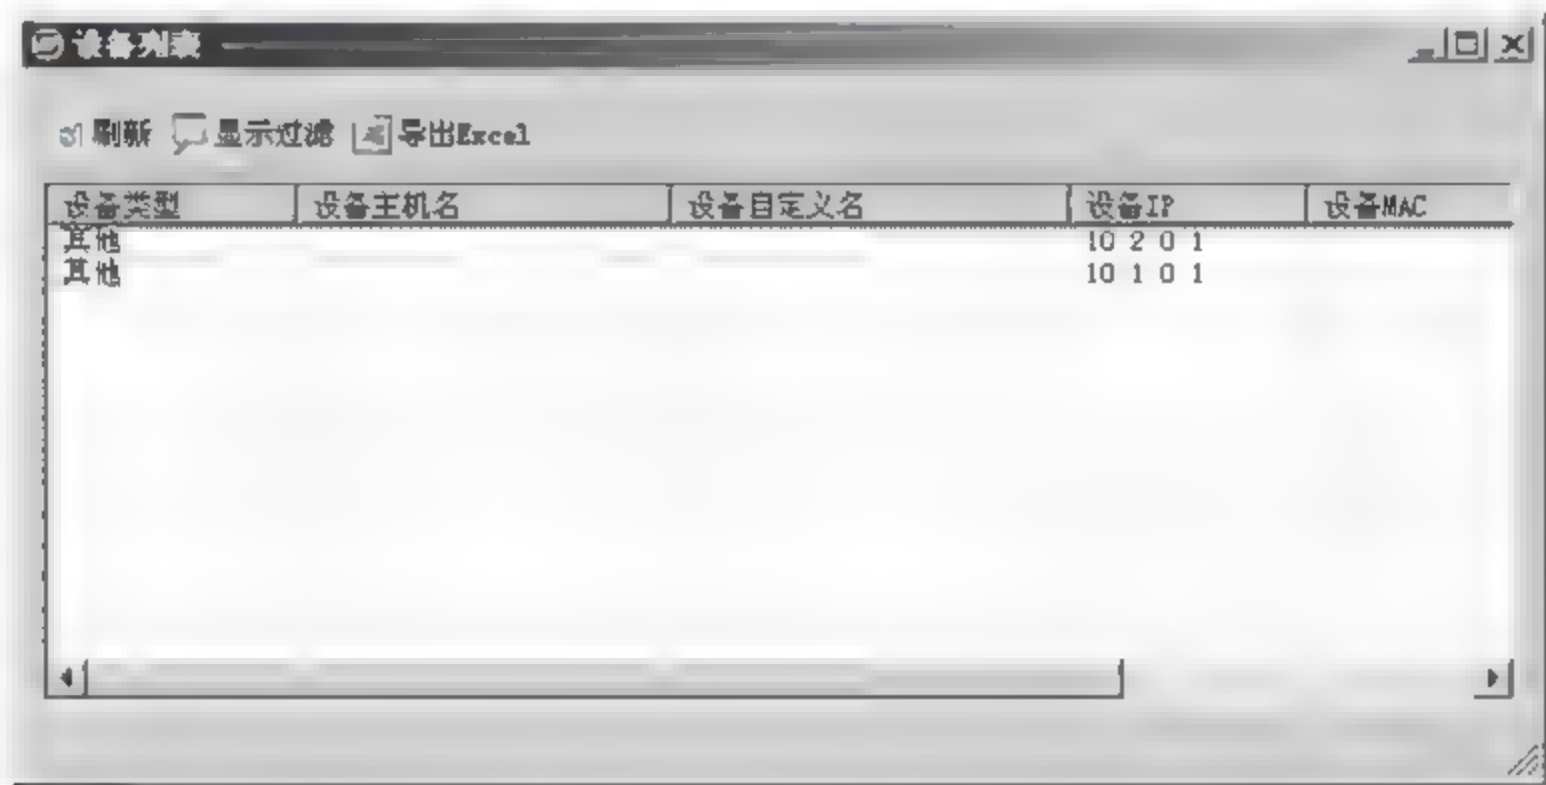 设备列表
刷新 显示过滤 导出Excel
设备类型 设备主机名 设备自定义名 设备IP 设备MAC
其他 10 2 0 1
其他 10 1 0 1